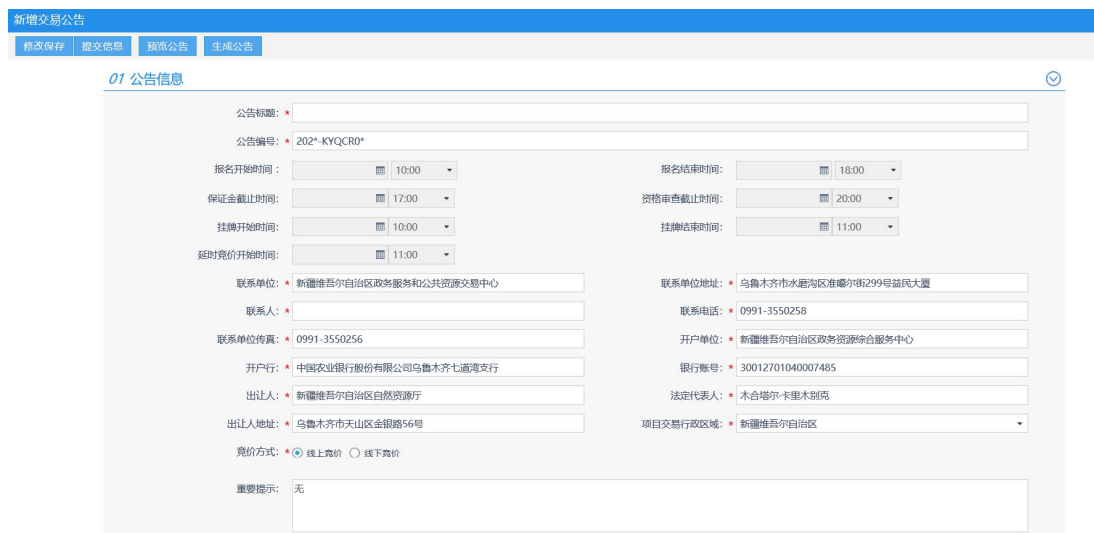 新增交易公告
修改保存 提交信息 预览公告 生成公告
01 公告信息
公告标题: *
公告编号: * 202*-KYQCR0*
报名开始时间: 10:00 报名结束时间: 18:00
保证金截止时间: 17:00 资格审查截止时间: 20:00
挂牌开始时间: 10:00 挂牌结束时间: 11:00
延时竞价开始时间: 11:00
联系单位: * 新疆维吾尔自治区政务服务和公共资源交易中心 联系单位地址: * 乌鲁木齐市水磨沟区准噶尔街299号益民大厦
联系人: * 联系电话: * 0991-3550258
联系单位传真: * 0991-3550256 开户单位: * 新疆维吾尔自治区政务资源综合服务中心
开户行: * 中国农业银行股份有限公司乌鲁木齐七道湾支行 银行账号: * 30012701040007485
出让人: * 新疆维吾尔自治区自然资源厅 法定代表人: * 木合塔尔·卡里木别克
出让人地址: * 乌鲁木齐市天山区金银路56号 项目交易行政区域: * 新疆维吾尔自治区
竞价方式: * 线上竞价 线下竞价
重要提示: 无